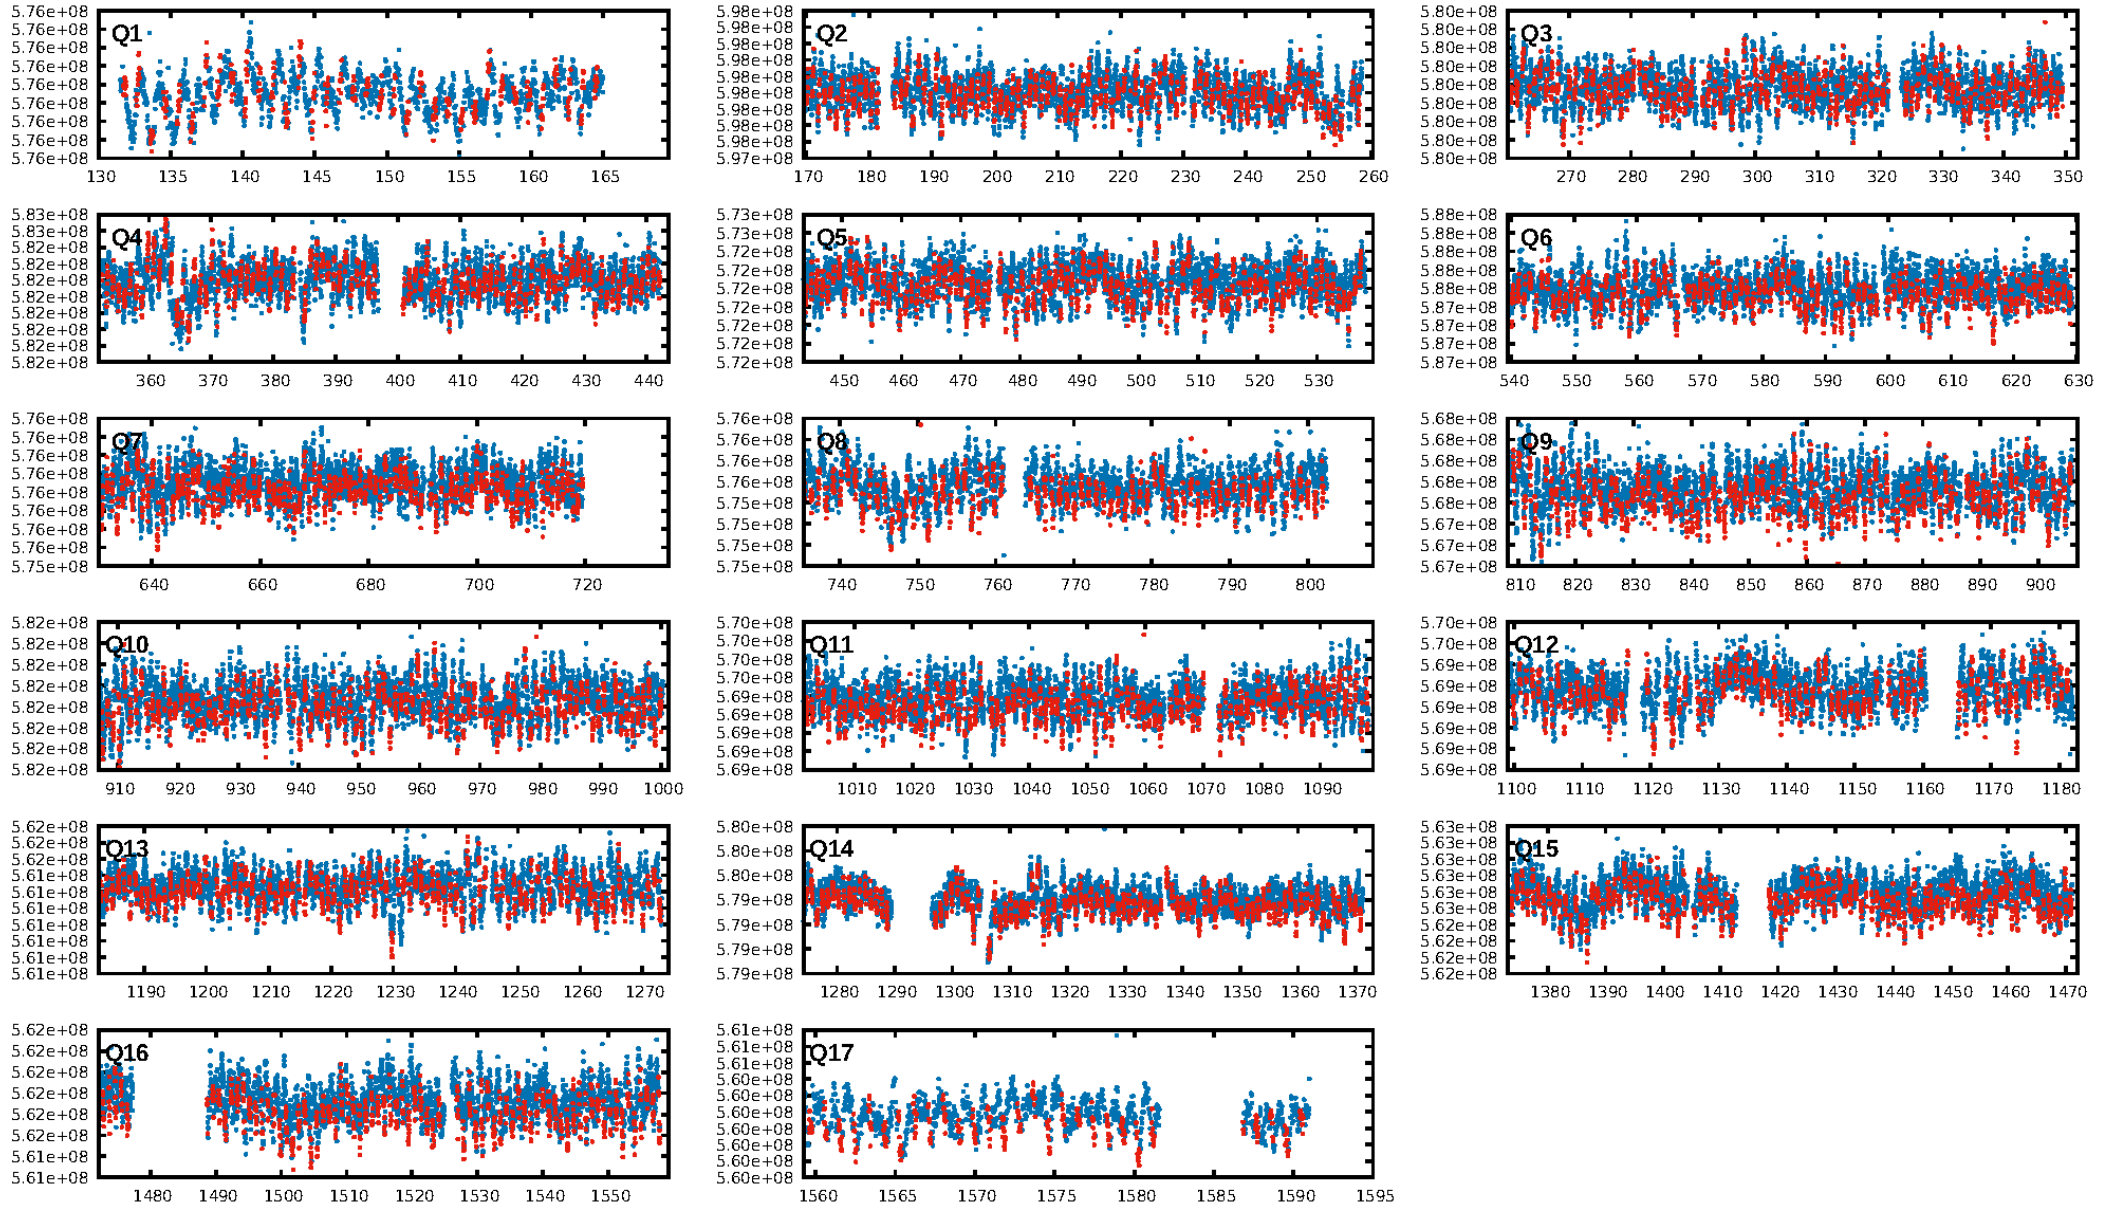 Q1
5.76e+08
5.76e+08
5.76e+08
5.76e+08
5.76e+08
5.76e+08
5.76e+08
5.76e+08
5.76e+08
130 135 140 145 150 155 160 165
Q2
5.98e+08
5.98e+08
5.98e+08
5.98e+08
5.98e+08
5.98e+08
5.98e+08
5.98e+08
5.98e+08
5.97e+08
170 180 190 200 210 220 230 240 250 260
Q3
5.80e+08
5.80e+08
5.80e+08
5.80e+08
5.80e+08
5.80e+08
5.80e+08
5.80e+08
5.80e+08
270 280 290 300 310 320 330 340 350
Q4
5.83e+08
5.83e+08
5.82e+08
5.82e+08
5.82e+08
5.82e+08
5.82e+08
5.82e+08
5.82e+08
5.82e+08
360 370 380 390 400 410 420 430 440
Q5
5.73e+08
5.73e+08
5.72e+08
5.72e+08
5.72e+08
5.72e+08
5.72e+08
5.72e+08
5.72e+08
450 460 470 480 490 500 510 520 530
Q6
5.88e+08
5.88e+08
5.88e+08
5.88e+08
5.88e+08
5.87e+08
5.87e+08
5.87e+08
5.87e+08
540 550 560 570 580 590 600 610 620 630
Q7
5.76e+08
5.76e+08
5.76e+08
5.76e+08
5.76e+08
5.76e+08
5.76e+08
5.76e+08
5.75e+08
640 660 680 700 720
Q8
5.76e+08
5.76e+08
5.76e+08
5.76e+08
5.75e+08
5.75e+08
5.75e+08
5.75e+08
740 750 760 770 780 790 800
Q9
5.68e+08
5.68e+08
5.68e+08
5.68e+08
5.68e+08
5.67e+08
5.67e+08
5.67e+08
810 820 830 840 850 860 870 880 890 900
Q10
5.82e+08
5.82e+08
5.82e+08
5.82e+08
5.82e+08
5.82e+08
5.82e+08
5.82e+08
910 920 930 940 950 960 970 980 990 1000
Q11
5.70e+08
5.70e+08
5.70e+08
5.70e+08
5.69e+08
5.69e+08
5.69e+08
5.69e+08
5.69e+08
1010 1020 1030 1040 1050 1060 1070 1080 1090
Q12
5.70e+08
5.70e+08
5.69e+08
5.69e+08
5.69e+08
5.69e+08
5.69e+08
5.69e+08
1100 1110 1120 1130 1140 1150 1160 1170 1180
Q13
5.62e+08
5.62e+08
5.62e+08
5.61e+08
5.61e+08
5.61e+08
5.61e+08
5.61e+08
5.61e+08
5.61e+08
1190 1200 1210 1220 1230 1240 1250 1260 1270
Q14
5.80e+08
5.80e+08
5.80e+08
5.79e+08
5.79e+08
5.79e+08
5.79e+08
1280 1290 1300 1310 1320 1330 1340 1350 1360 1370
Q15
5.63e+08
5.63e+08
5.63e+08
5.63e+08
5.63e+08
5.63e+08
5.62e+08
5.62e+08
5.62e+08
5.62e+08
1380 1390 1400 1410 1420 1430 1440 1450 1460 1470
Q16
5.62e+08
5.62e+08
5.62e+08
5.62e+08
5.62e+08
5.62e+08
5.61e+08
5.61e+08
1480 1490 1500 1510 1520 1530 1540 1550
Q17
5.61e+08
5.61e+08
5.61e+08
5.60e+08
5.60e+08
5.60e+08
5.60e+08
5.60e+08
5.60e+08
5.60e+08
1560 1565 1570 1575 1580 1585 1590 1595